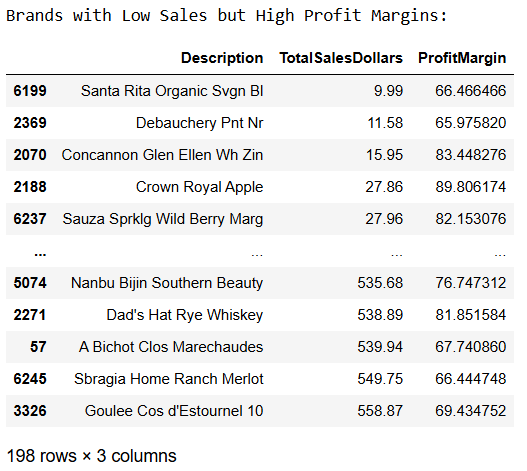 Brands with Low Sales but High Profit Margins:
Description TotalSalesDollars ProfitMargin
6199 Santa Rita Organic Svgn Bl 9.99 66.466466
2369 Debauchery Pnt Nr 11.58 65.975820
2070 Concannon Glen Ellen Wh Zin 15.95 83.448276
2188 Crown Royal Apple 27.86 89.806174
6237 Sauza Sprklg Wild Berry Marg 27.96 82.153076
... ... ... ...
5074 Nanbu Bijin Southern Beauty 535.68 76.747312
2271 Dad's Hat Rye Whiskey 538.89 81.851584
57 A Bichot Clos Marechaudes 539.94 67.740860
6245 Sbragia Home Ranch Merlot 549.75 66.444748
3326 Goulee Cos d'Estournel 10 558.87 69.434752
198 rows × 3 columns